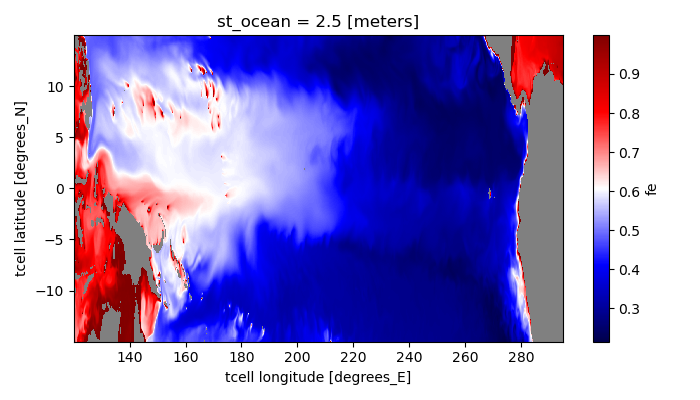 st_ocean = 2.5 [meters]
10
5
0
−5
−10
tcell latitude [degrees_N]
140 160 180 200 220 240 260 280
tcell longitude [degrees_E]
0.9
0.8
0.7
0.6
0.5
0.4
0.3
fe